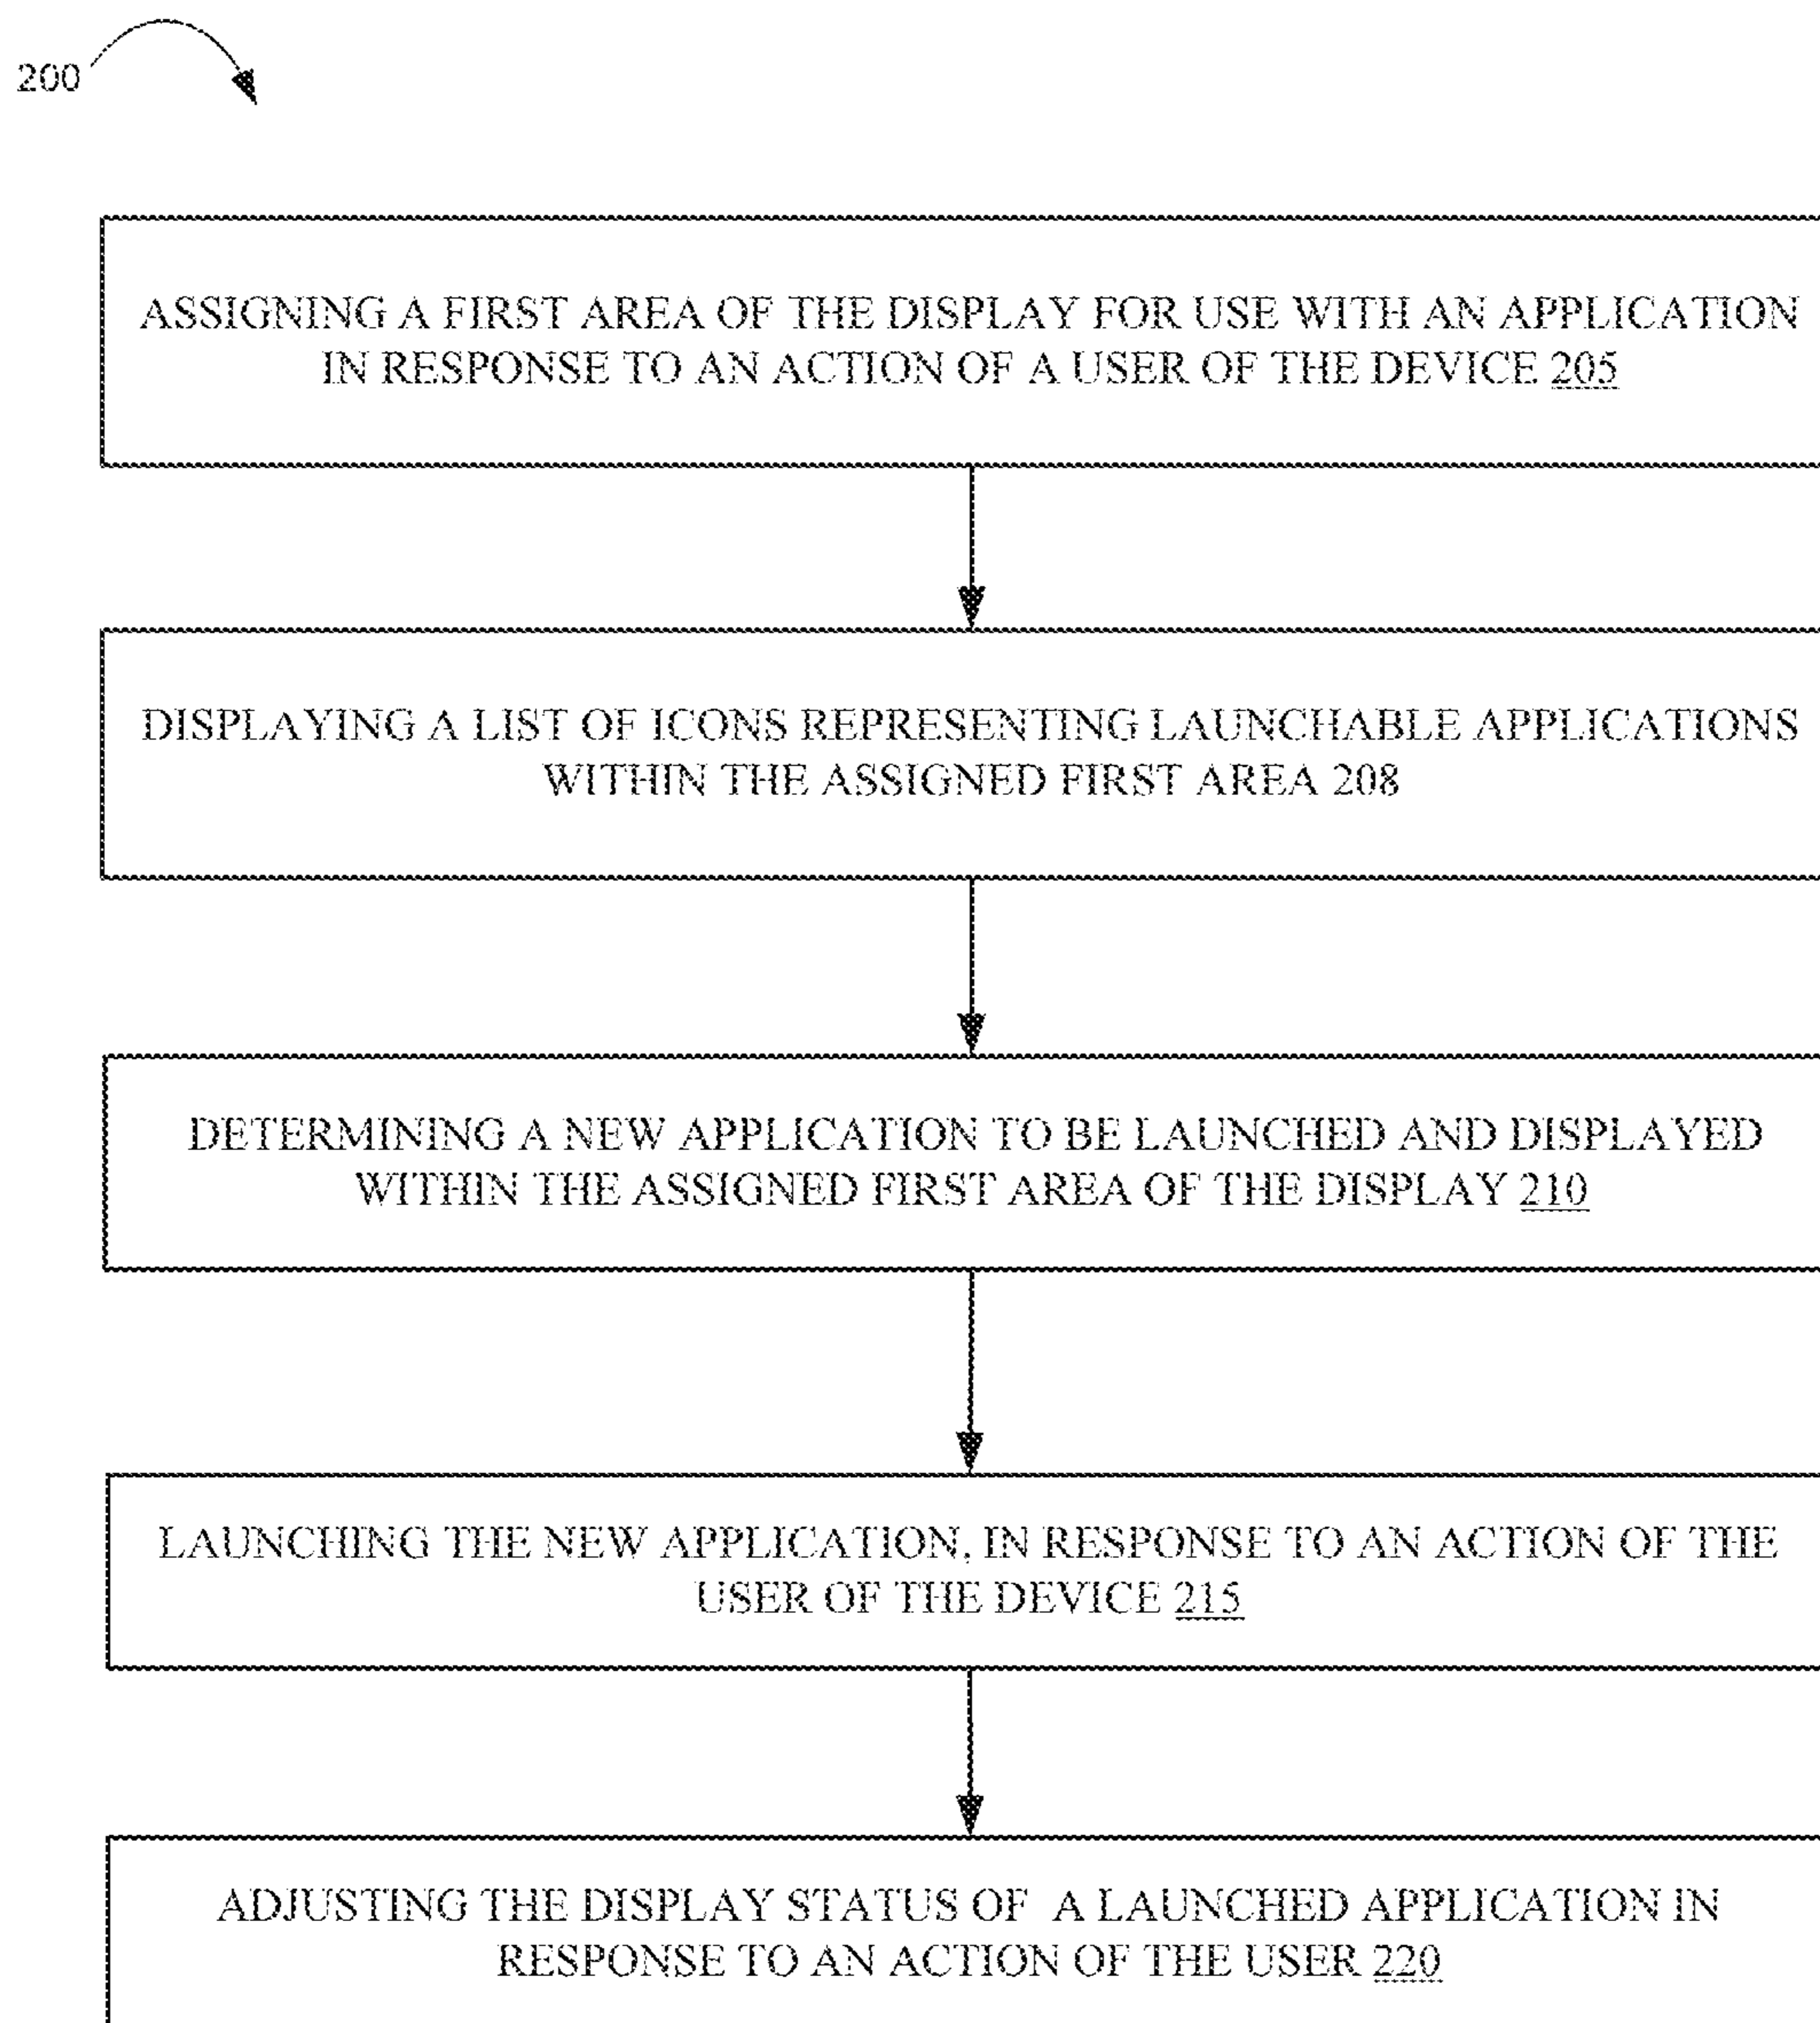 200
ASSIGNING A FIRST AREA OF THE DISPLAY FOR USE WITH AN APPLICATION
IN RESPONSE TO AN ACTION OF A USER OF THE DEVICE 205
DISPLAYING A LIST OF ICONS REPRESENTING LAUNCHABLE APPLICATIONS
WITHIN THE ASSIGNED FIRST AREA 208
DETERMINING A NEW APPLICATION TO BE LAUNCHED AND DISPLAYED
WITHIN THE ASSIGNED FIRST AREA OF THE DISPLAY 210
LAUNCHING THE NEW APPLICATION, IN RESPONSE TO AN ACTION OF THE
USER OF THE DEVICE 215
ADJUSTING THE DISPLAY STATUS OF A LAUNCHED APPLICATION IN
RESPONSE TO AN ACTION OF THE USER 220